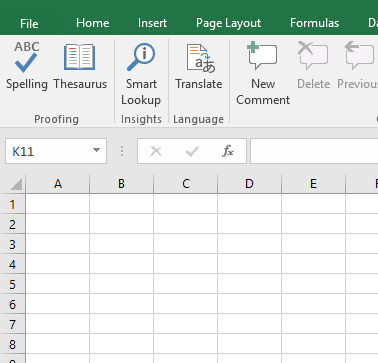 File Home Insert Page Layout Formulas Da
ABC
Spelling Thesaurus Smart Lookup Translate New Comment Delete Previou
Proofing Insights Language
K11 fx
A B C D E
1
2
3
4
5
6
7
8